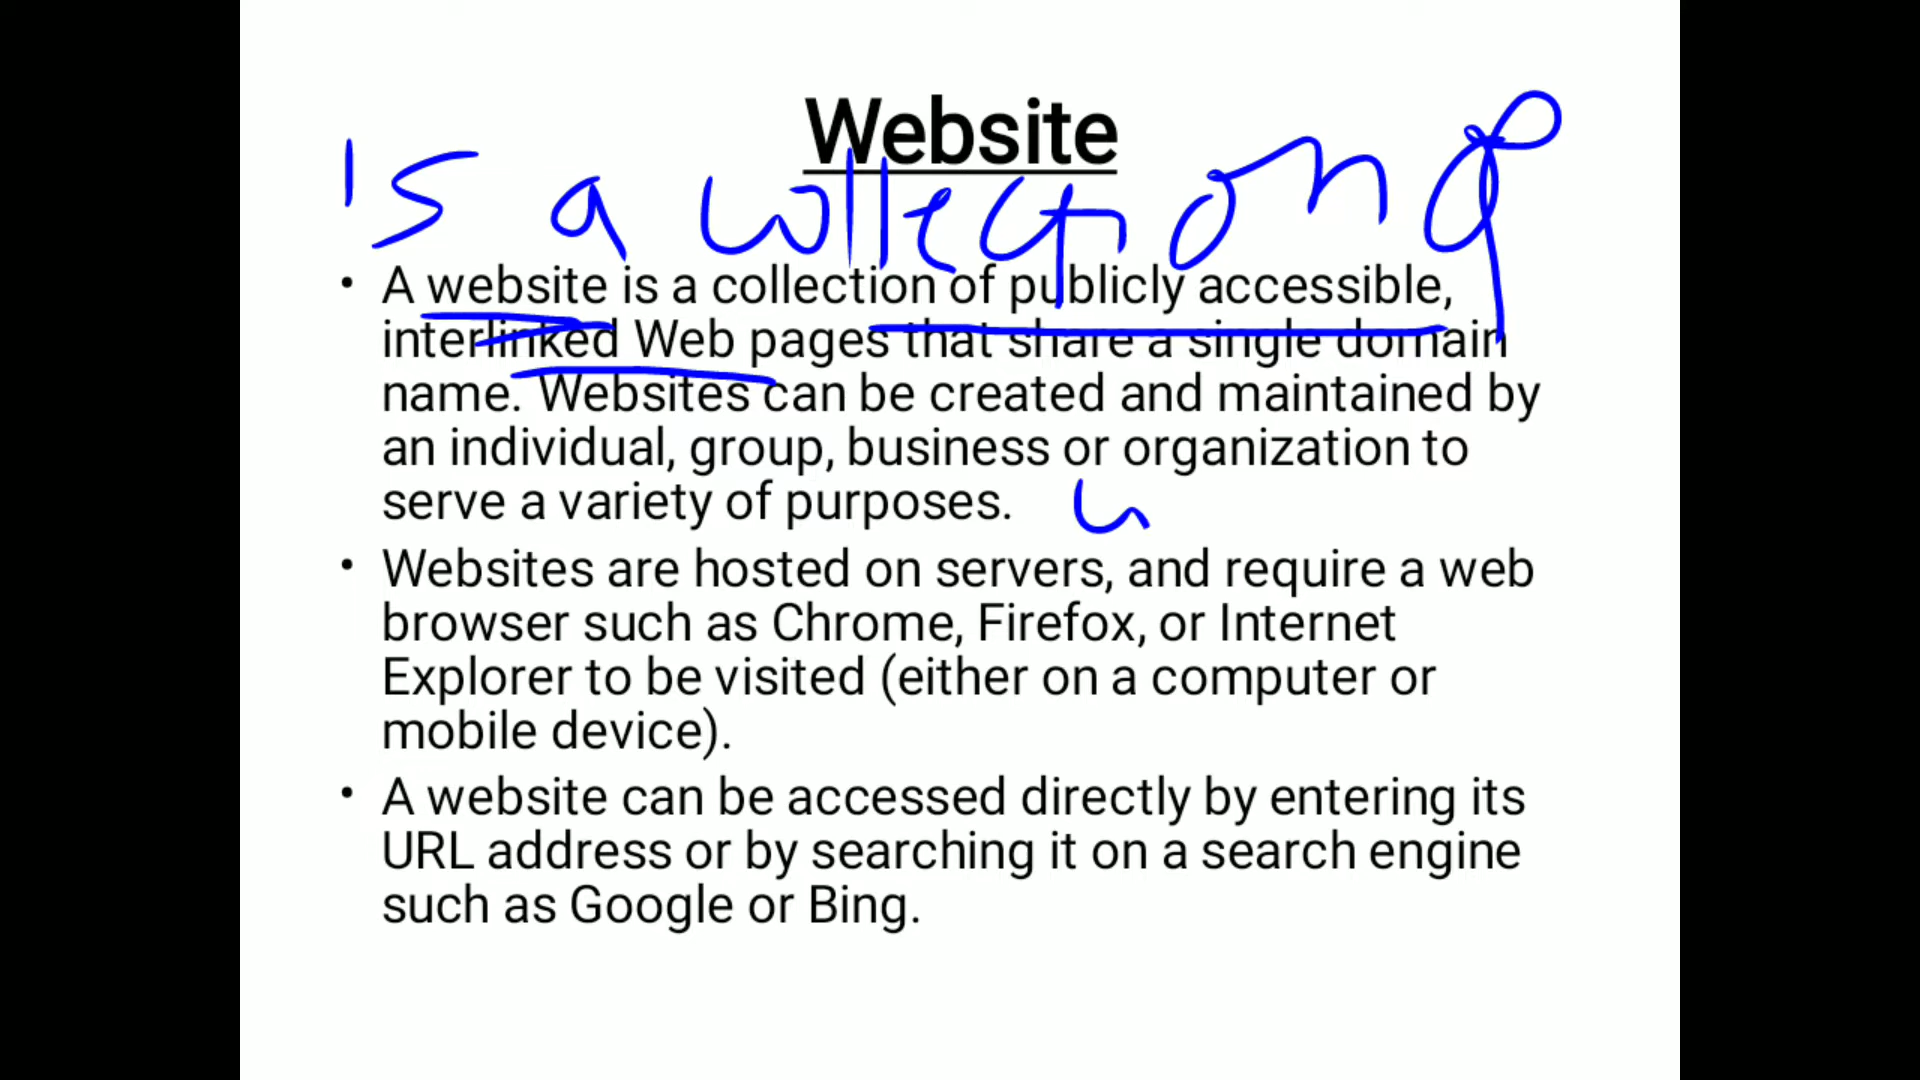 Website
is a collection of
• A website is a collection of publicly accessible,
interlinked Web pages that share a single domain
name. Websites can be created and maintained by
an individual, group, business or organization to
serve a variety of purposes.
• Websites are hosted on servers, and require a web
browser such as Chrome, Firefox, or Internet
Explorer to be visited (either on a computer or
mobile device).
• A website can be accessed directly by entering its
URL address or by searching it on a search engine
such as Google or Bing.